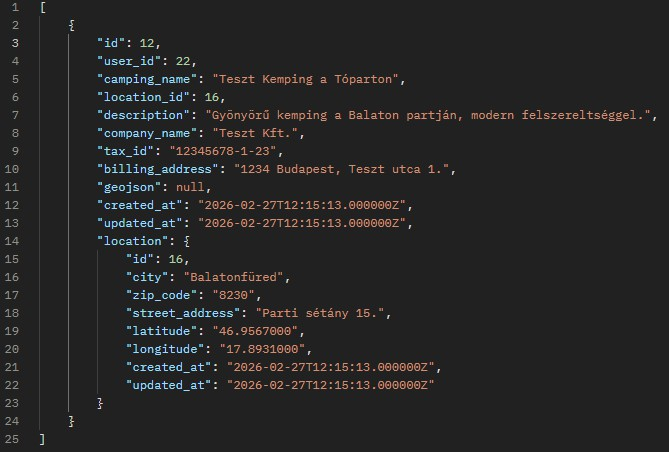 1 [
2 {
3 "id": 12,
4 "user_id": 22,
5 "camping_name": "Teszt Kemping a Tóparton",
6 "location_id": 16,
7 "description": "Gyönyörű kemping a Balaton partján, modern felszereltséggel.",
8 "company_name": "Teszt Kft.",
9 "tax_id": "12345678-1-23",
10 "billing_address": "1234 Budapest, Teszt utca 1.",
11 "geojson": null,
12 "created_at": "2026-02-27T12:15:13.000000Z",
13 "updated_at": "2026-02-27T12:15:13.000000Z",
14 "location": {
15 "id": 16,
16 "city": "Balatonfüred",
17 "zip_code": "8230",
18 "street_address": "Parti sétány 15.",
19 "latitude": "46.9567000",
20 "longitude": "17.8931000",
21 "created_at": "2026-02-27T12:15:13.000000Z",
22 "updated_at": "2026-02-27T12:15:13.000000Z"
23 }
24 }
25 ]